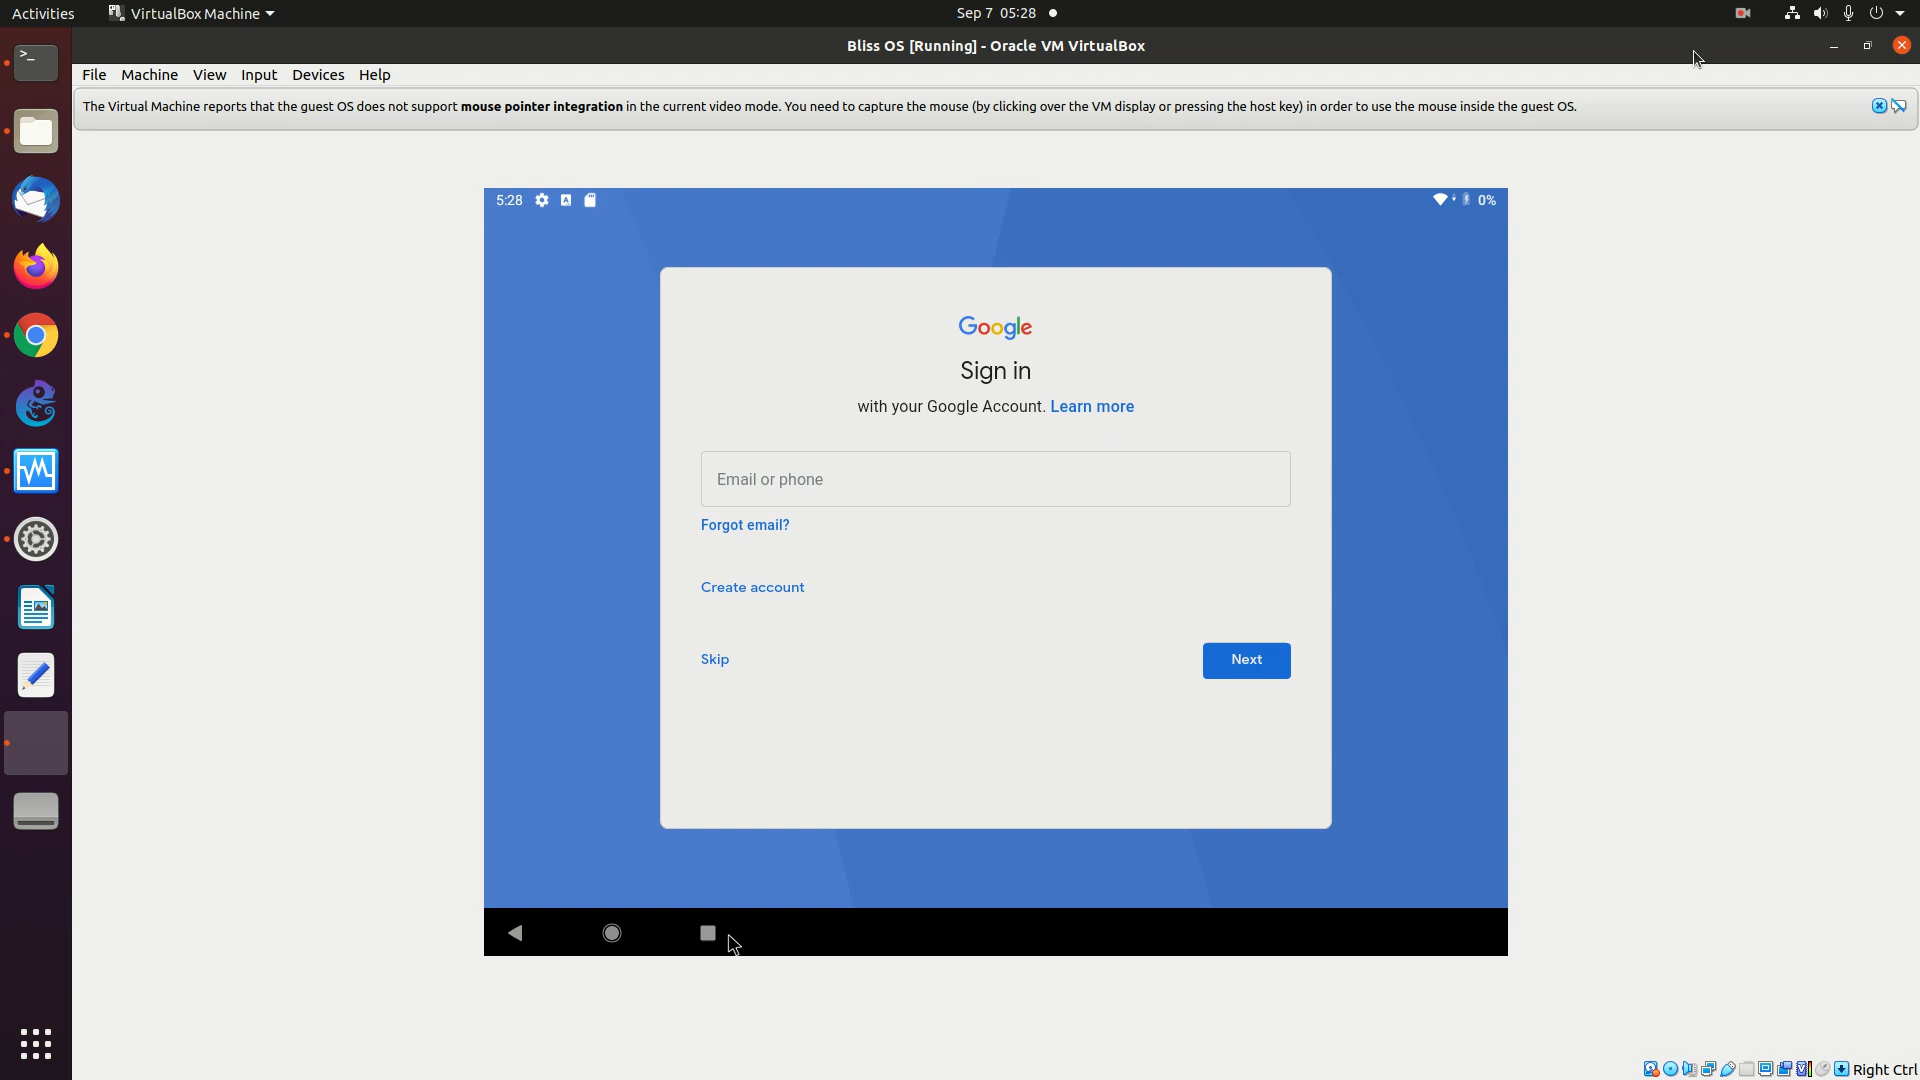 Activities
VirtualBox Machine
Sep 7 05:28
Bliss OS [Running] - Oracle VM VirtualBox
File Machine View Input Devices Help
The Virtual Machine reports that the guest OS does not support mouse pointer integration in the current video mode. You need to capture the mouse (by clicking over the VM display or pressing the host key) in order to use the mouse inside the guest OS.
5:28
A
0%
Google
Sign in
with your Google Account. Learn more
Email or phone
Forgot email?
Create account
Skip
Next
Right Ctrl